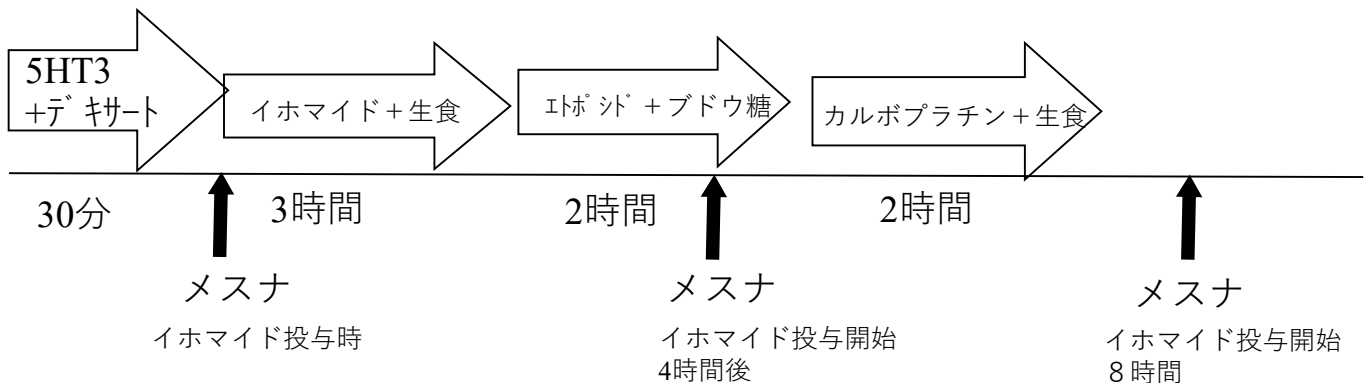 5HT3
+ﾃﾞｷｻｰﾄ
イホマイド+生食
ｴﾄﾎﾟｼﾄﾞ+ブドウ糖
カルボプラチン+生食
30分
3時間
2時間
2時間
メスナ
イホマイド投与時
メスナ
イホマイド投与開始
4時間後
メスナ
イホマイド投与開始
８時間